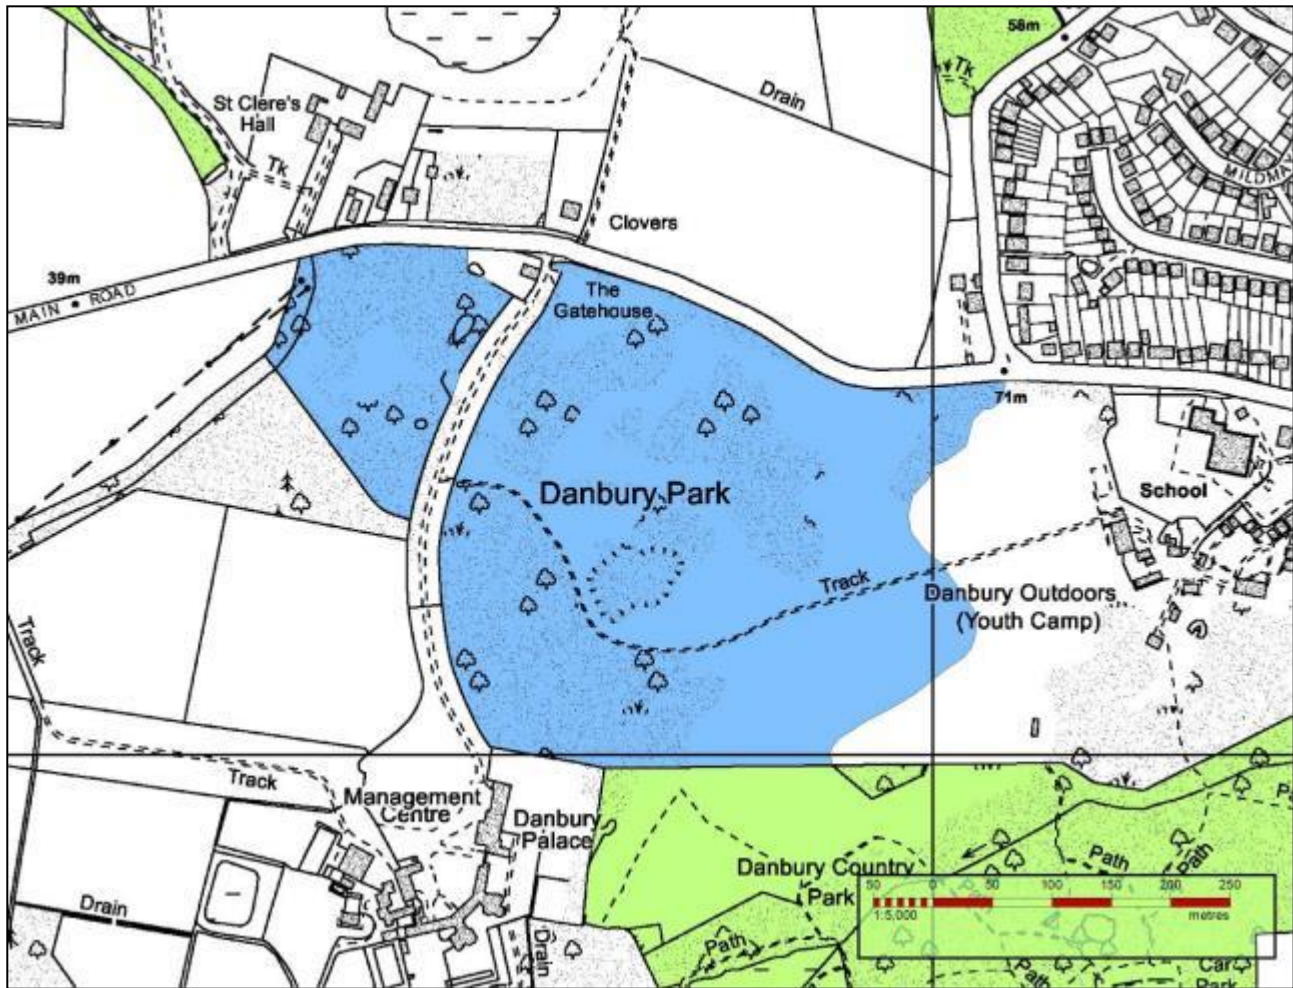 58m
Tk
St Clere's
Hall
Drain
Tk
MILDMA
Clovers
39m
MAIN ROAD
The
Gatehouse
71m
Danbury Park
School
Track
Danbury Outdoors
(Youth Camp)
Track
Track
Management
Centre
Danbury
Palace
Danbury Country
Park
Path
Path
50 0 50 100 150 200 250
1:5,000 metres
Drain
Path
Drain
Path
Car
Park